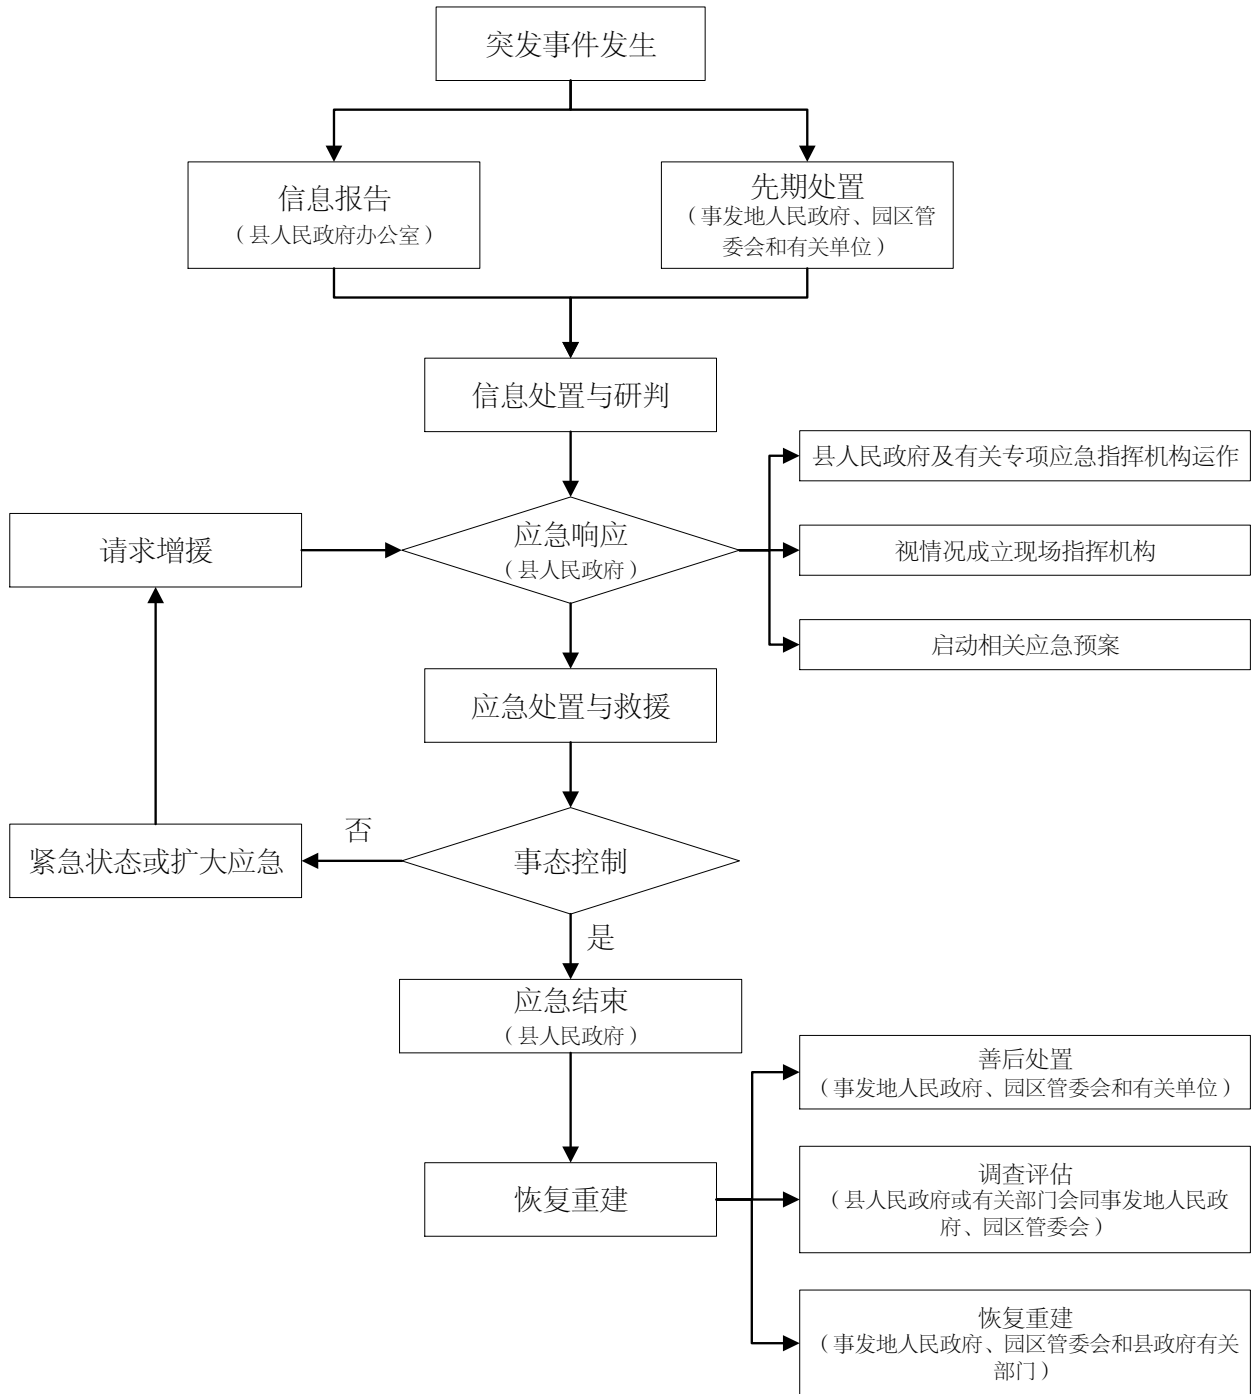 突发事件发生
信息报告
（县人民政府办公室）
先期处置
（事发地人民政府、园区管
委会和有关单位）
信息处置与研判
县人民政府及有关专项应急指挥机构运作
请求增援
应急响应
（县人民政府）
视情况成立现场指挥机构
启动相关应急预案
应急处置与救援
紧急状态或扩大应急
否
事态控制
是
应急结束
（县人民政府）
善后处置
（事发地人民政府、园区管委会和有关单位）
恢复重建
调查评估
（县人民政府或有关部门会同事发地人民政
府、园区管委会）
恢复重建
（事发地人民政府、园区管委会和县政府有关
部门）